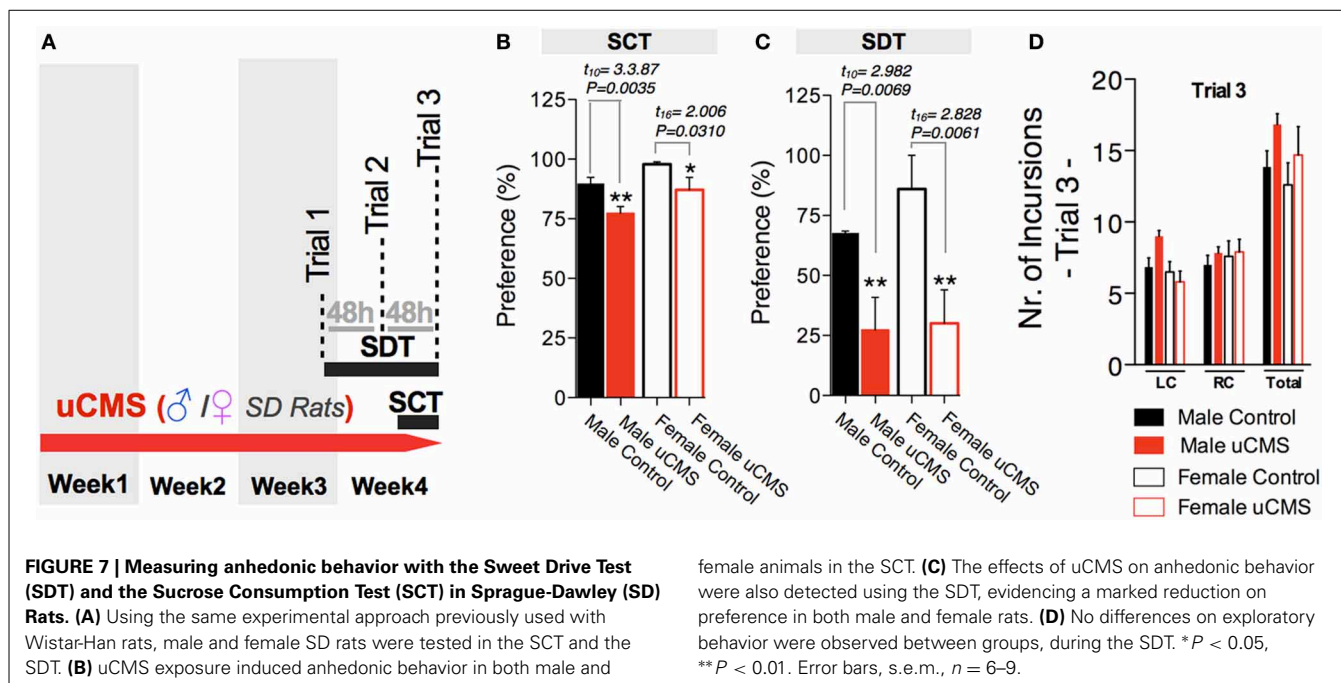 A
Trial 1
Trial 2
Trial 3
48h 48h
SDT
uCMS (♂ /♀ SD Rats)
SCT
Week1 Week2 Week3 Week4
B
SCT
t10= 3.3.87
P=0.0035
t16= 2.006
P=0.0310
Preference (%)
125
100
75
50
25
0
**
*
Male Control
Male uCMS
Female Control
Female uCMS
C
SDT
t10= 2.982
P=0.0069
t16= 2.828
P=0.0061
Preference (%)
125
100
75
50
25
0
**
**
Male Control
Male uCMS
Female Control
Female uCMS
D
Trial 3
Nr. of Incursions
- Trial 3 -
20
15
10
5
0
LC RC Total
Male Control
Male uCMS
Female Control
Female uCMS
FIGURE 7 | Measuring anhedonic behavior with the Sweet Drive Test
(SDT) and the Sucrose Consumption Test (SCT) in Sprague-Dawley (SD)
Rats. (A) Using the same experimental approach previously used with
Wistar-Han rats, male and female SD rats were tested in the SCT and the
SDT. (B) uCMS exposure induced anhedonic behavior in both male and
female animals in the SCT. (C) The effects of uCMS on anhedonic behavior
were also detected using the SDT, evidencing a marked reduction on
preference in both male and female rats. (D) No differences on exploratory
behavior were observed between groups, during the SDT. *P < 0.05,
**P < 0.01. Error bars, s.e.m., n = 6–9.